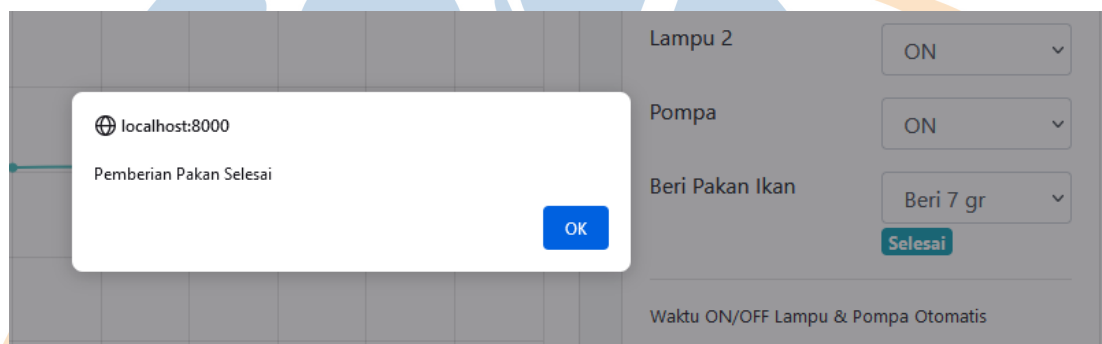 Lampu 2
ON
localhost:8000
Pompa
ON
Pemberian Pakan Selesai
Beri Pakan Ikan
Beri 7 gr
OK
Selesai
Waktu ON/OFF Lampu & Pompa Otomatis